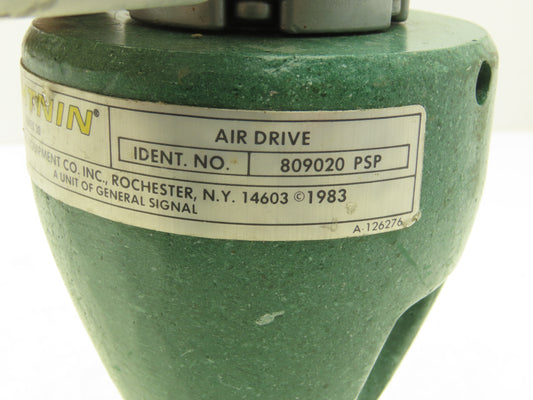 TNIN®
AIR DRIVE
IDENT. NO. 809020 PSP
EQUIPMENT CO. INC., ROCHESTER, N.Y. 14603 ©1983
A UNIT OF GENERAL SIGNAL
A-126276